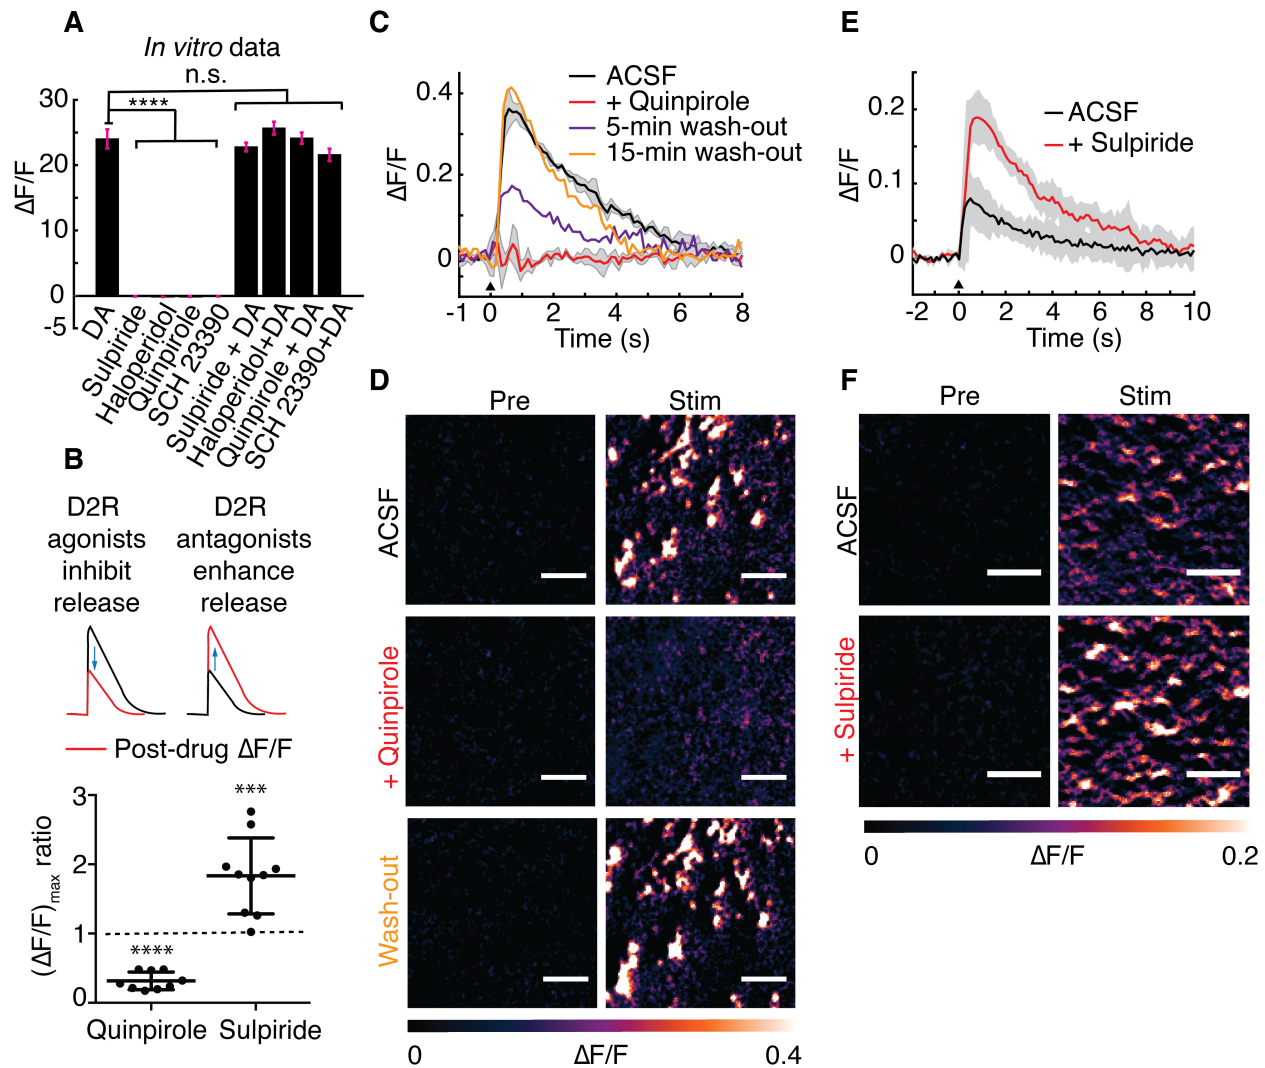 A
In vitro data
n.s.
****
30
20
10
0
-5
ΔF/F
DA
Sulpiride
Haloperidol
Quinpirole
SCH 23390
Sulpiride + DA
Haloperidol+DA
Quinpirole + DA
SCH 23390+DA
B
D2R
agonists
inhibit
release
D2R
antagonists
enhance
release
Post-drug ΔF/F
3
2
1
0
(ΔF/F)max ratio
****
***
Quinpirole
Sulpiride
C
ACSF
+ Quinpirole
5-min wash-out
15-min wash-out
0.4
0.2
0
ΔF/F
-1
0
2
4
6
8
Time (s)
D
Pre
Stim
ACSF
+ Quinpirole
Wash-out
0
ΔF/F
0.4
E
ACSF
+ Sulpiride
0.2
0.1
0
ΔF/F
-2
0
2
4
6
8
10
Time (s)
F
Pre
Stim
ACSF
+ Sulpiride
0
ΔF/F
0.2